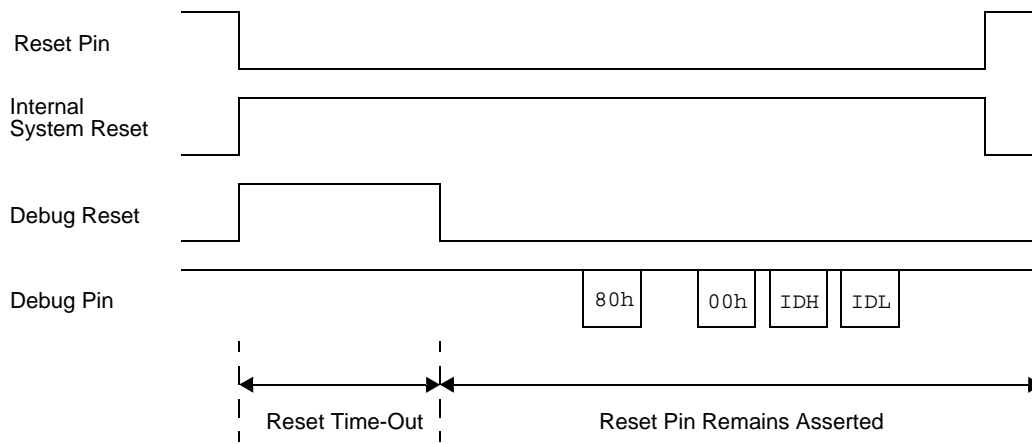 Reset Pin
Internal
System Reset
Debug Reset
Debug Pin
80h
00h
IDH
IDL
Reset Time-Out
Reset Pin Remains Asserted